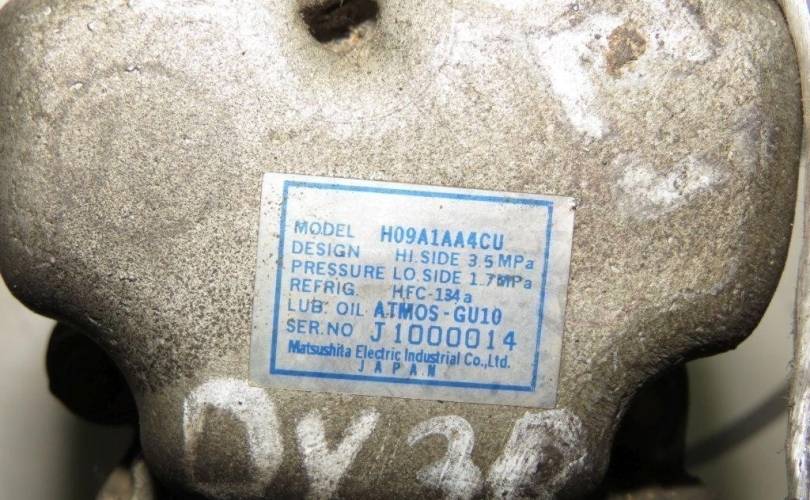 MODEL H09A1AA4CU
DESIGN HI. SIDE 3.5 MPa
PRESSURE LO. SIDE 1.7 MPa
REFRIG. HFC-134a
LUB. OIL ATMOS-GU10
SER. NO J1000014
Matsushita Electric Industrial Co., Ltd.
JAPAN